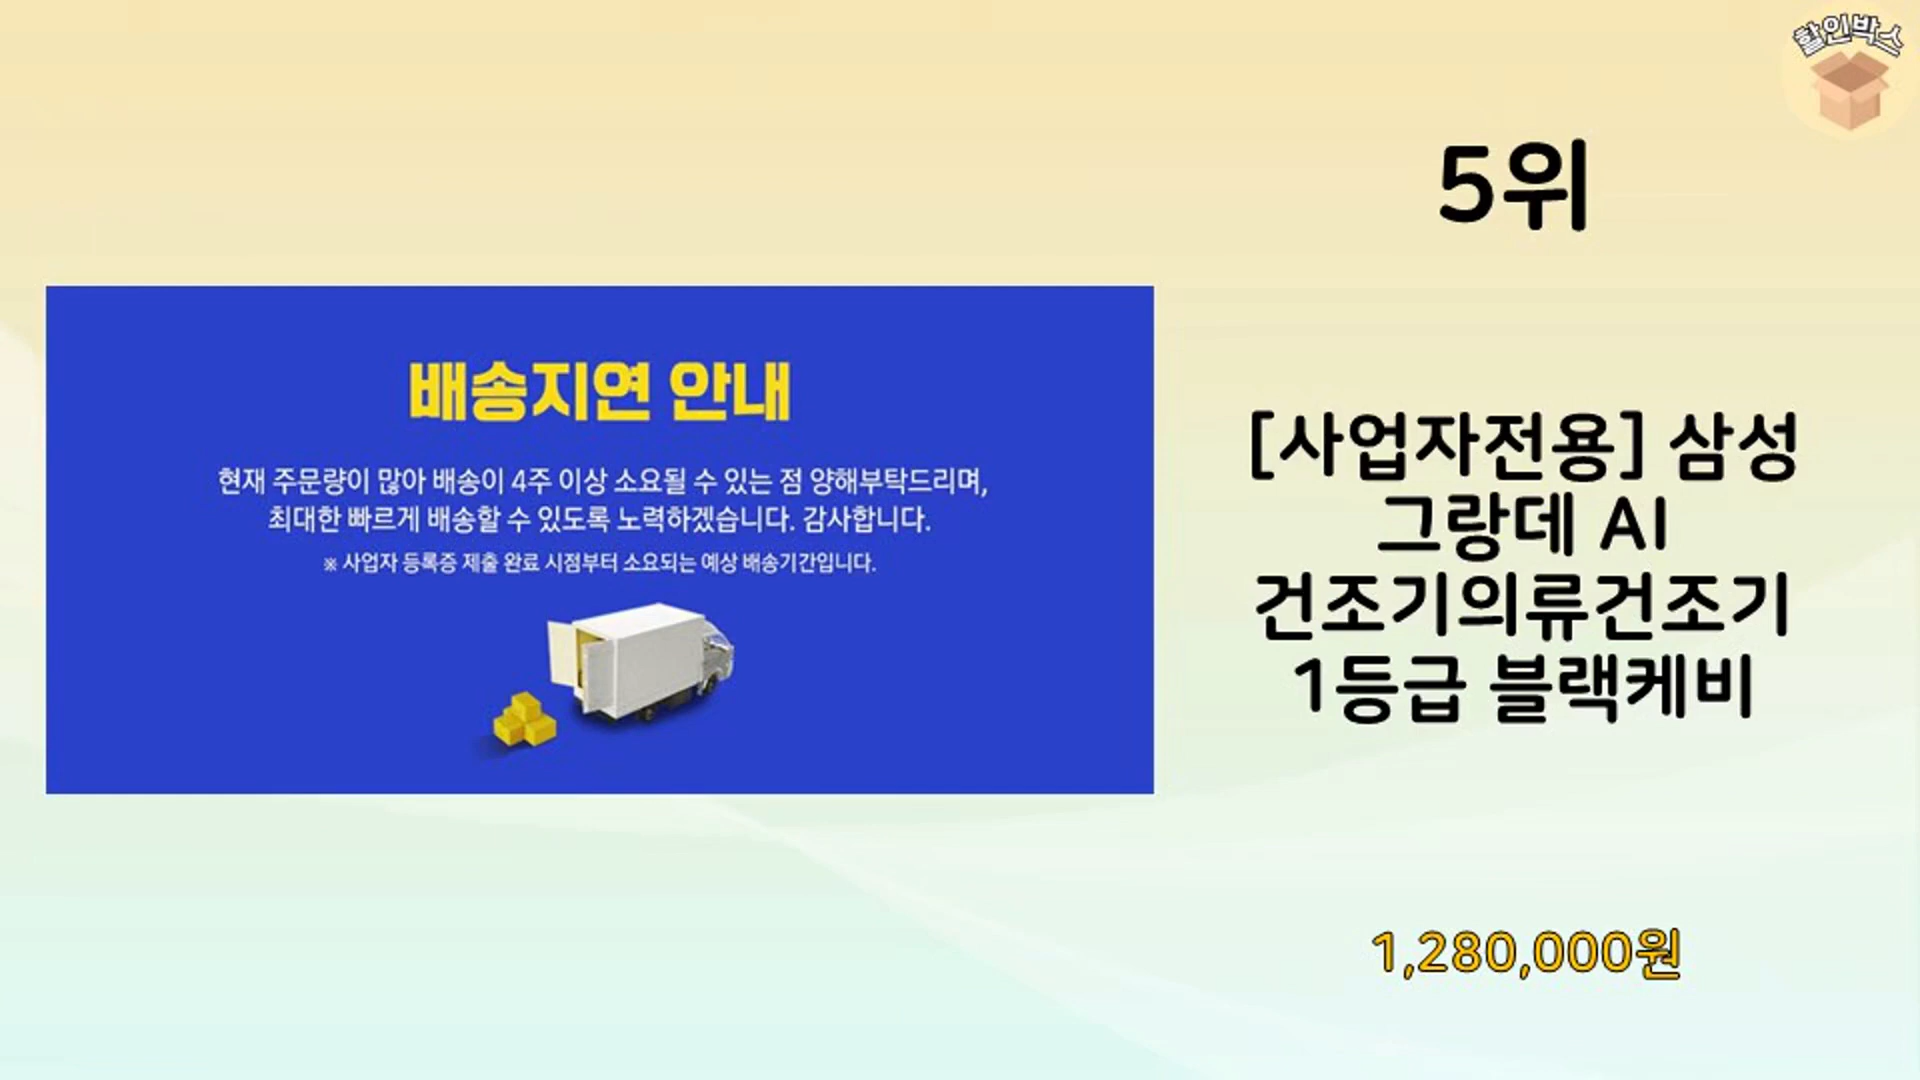 할인박스
5위
배송지연 안내
현재 주문량이 많아 배송이 4주 이상 소요될 수 있는 점 양해부탁드리며,
최대한 빠르게 배송할 수 있도록 노력하겠습니다. 감사합니다.
※ 사업자 등록증 제출 완료 시점부터 소요되는 예상 배송기간입니다.
[사업자전용] 삼성
그랑데 AI
건조기의류건조기
1등급 블랙케비
1,280,000원